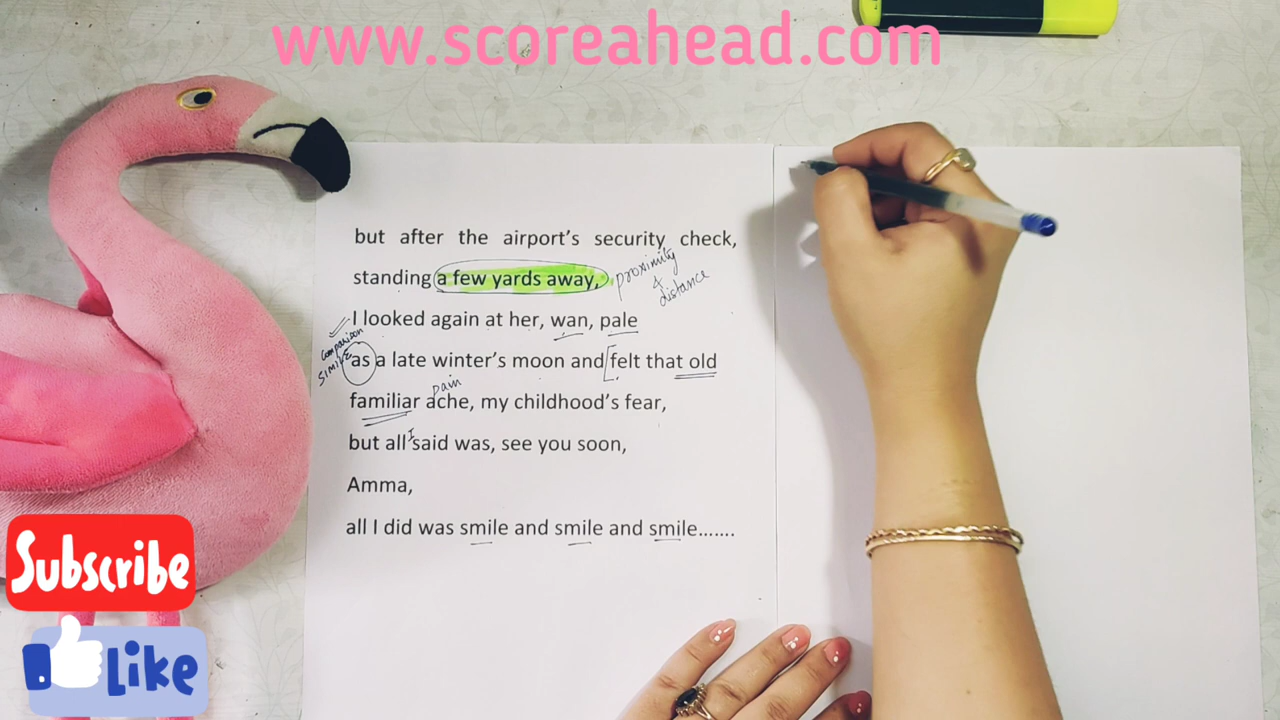 www.scoreahead.com
but after the airport's security check,
standing a few yards away, proximity
& distance
I looked again at her, wan, pale
comparison
simile
as a late winter's moon and [felt that old
pain
familiar ache, my childhood's fear,
I
but all said was, see you soon,
Amma,
all I did was smile and smile and smile.......
Subscribe
Like